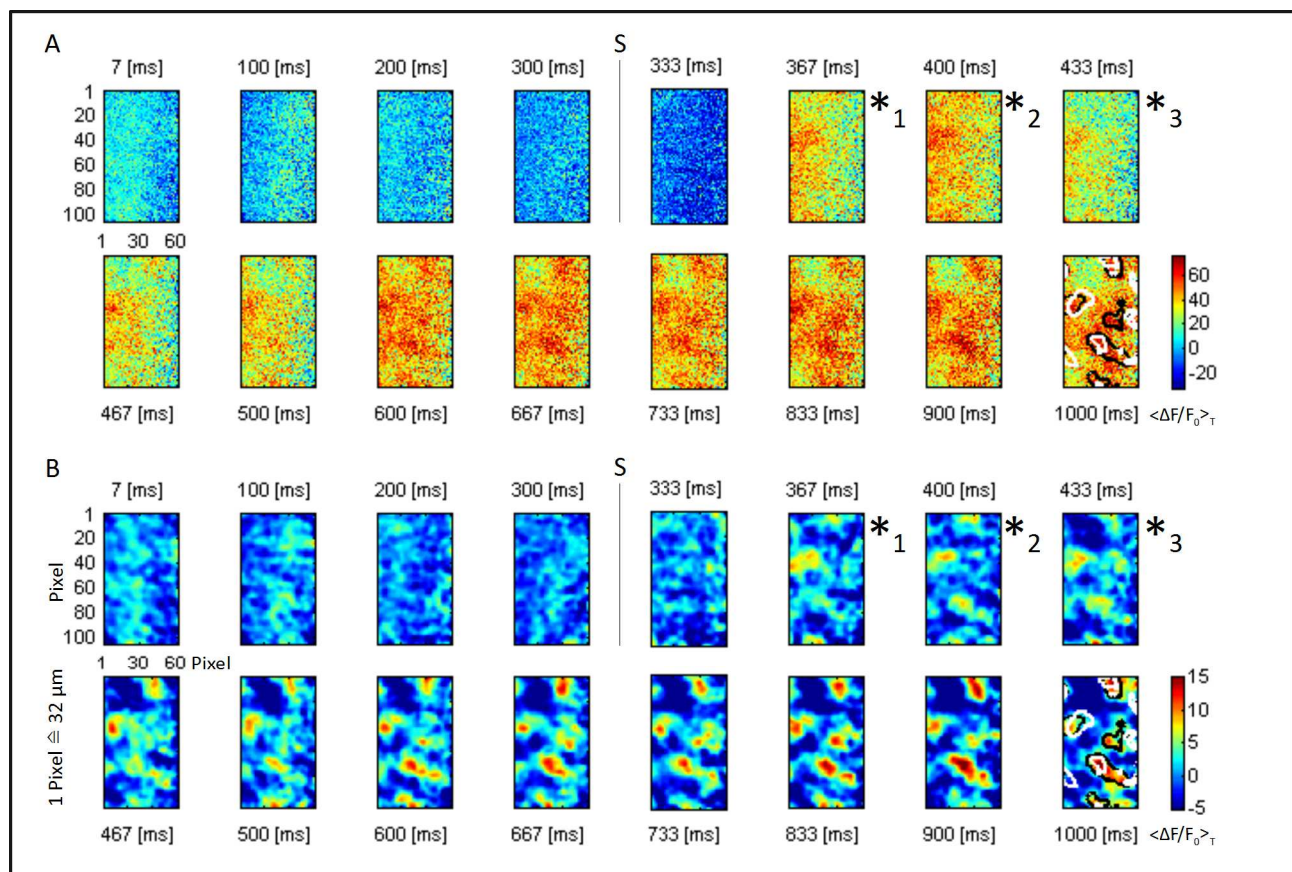 A
S
7 [ms] 100 [ms] 200 [ms] 300 [ms] 333 [ms] 367 [ms] 400 [ms] 433 [ms]
1
20
40
60
80
100
*1 *2 *3
1 30 60
60
40
20
0
-20
467 [ms] 500 [ms] 600 [ms] 667 [ms] 733 [ms] 833 [ms] 900 [ms] 1000 [ms] <ΔF/F₀>T
B
S
7 [ms] 100 [ms] 200 [ms] 300 [ms] 333 [ms] 367 [ms] 400 [ms] 433 [ms]
Pixel
1
20
40
60
80
100
*1 *2 *3
1 30 60 Pixel
1 Pixel ≙ 32 µm
15
10
5
0
-5
467 [ms] 500 [ms] 600 [ms] 667 [ms] 733 [ms] 833 [ms] 900 [ms] 1000 [ms] <ΔF/F₀>T